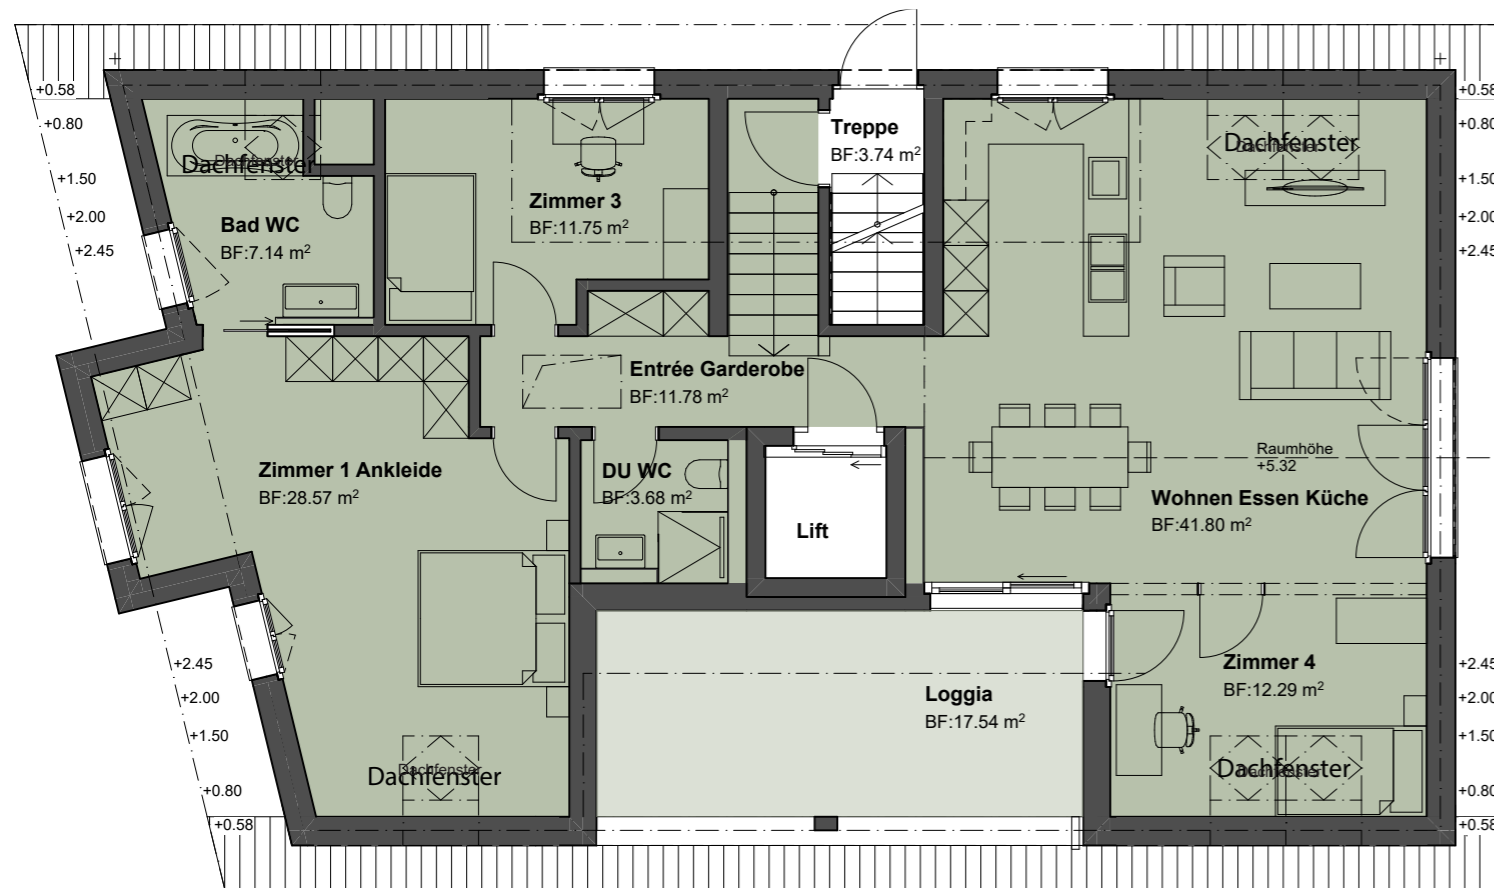 +0.58
+0.80
+1.50
+2.00
+2.45
Dachfenster
Dachfenster
Bad WC
BF:7.14 m²
Zimmer 3
BF:11.75 m²
Treppe
BF:3.74 m²
Dachfenster
Dachfenster
+0.58
+0.80
+1.50
+2.00
+2.45
Entrée Garderobe
BF:11.78 m²
Zimmer 1 Ankleide
BF:28.57 m²
DU WC
BF:3.68 m²
Lift
Raumhöhe
+5.32
Wohnen Essen Küche
BF:41.80 m²
Loggia
BF:17.54 m²
Zimmer 4
BF:12.29 m²
+2.45
+2.00
+1.50
+0.80
+0.58
Dachfenster
Dachfenster
Dachfenster
Dachfenster
+2.45
+2.00
+1.50
+0.80
+0.58